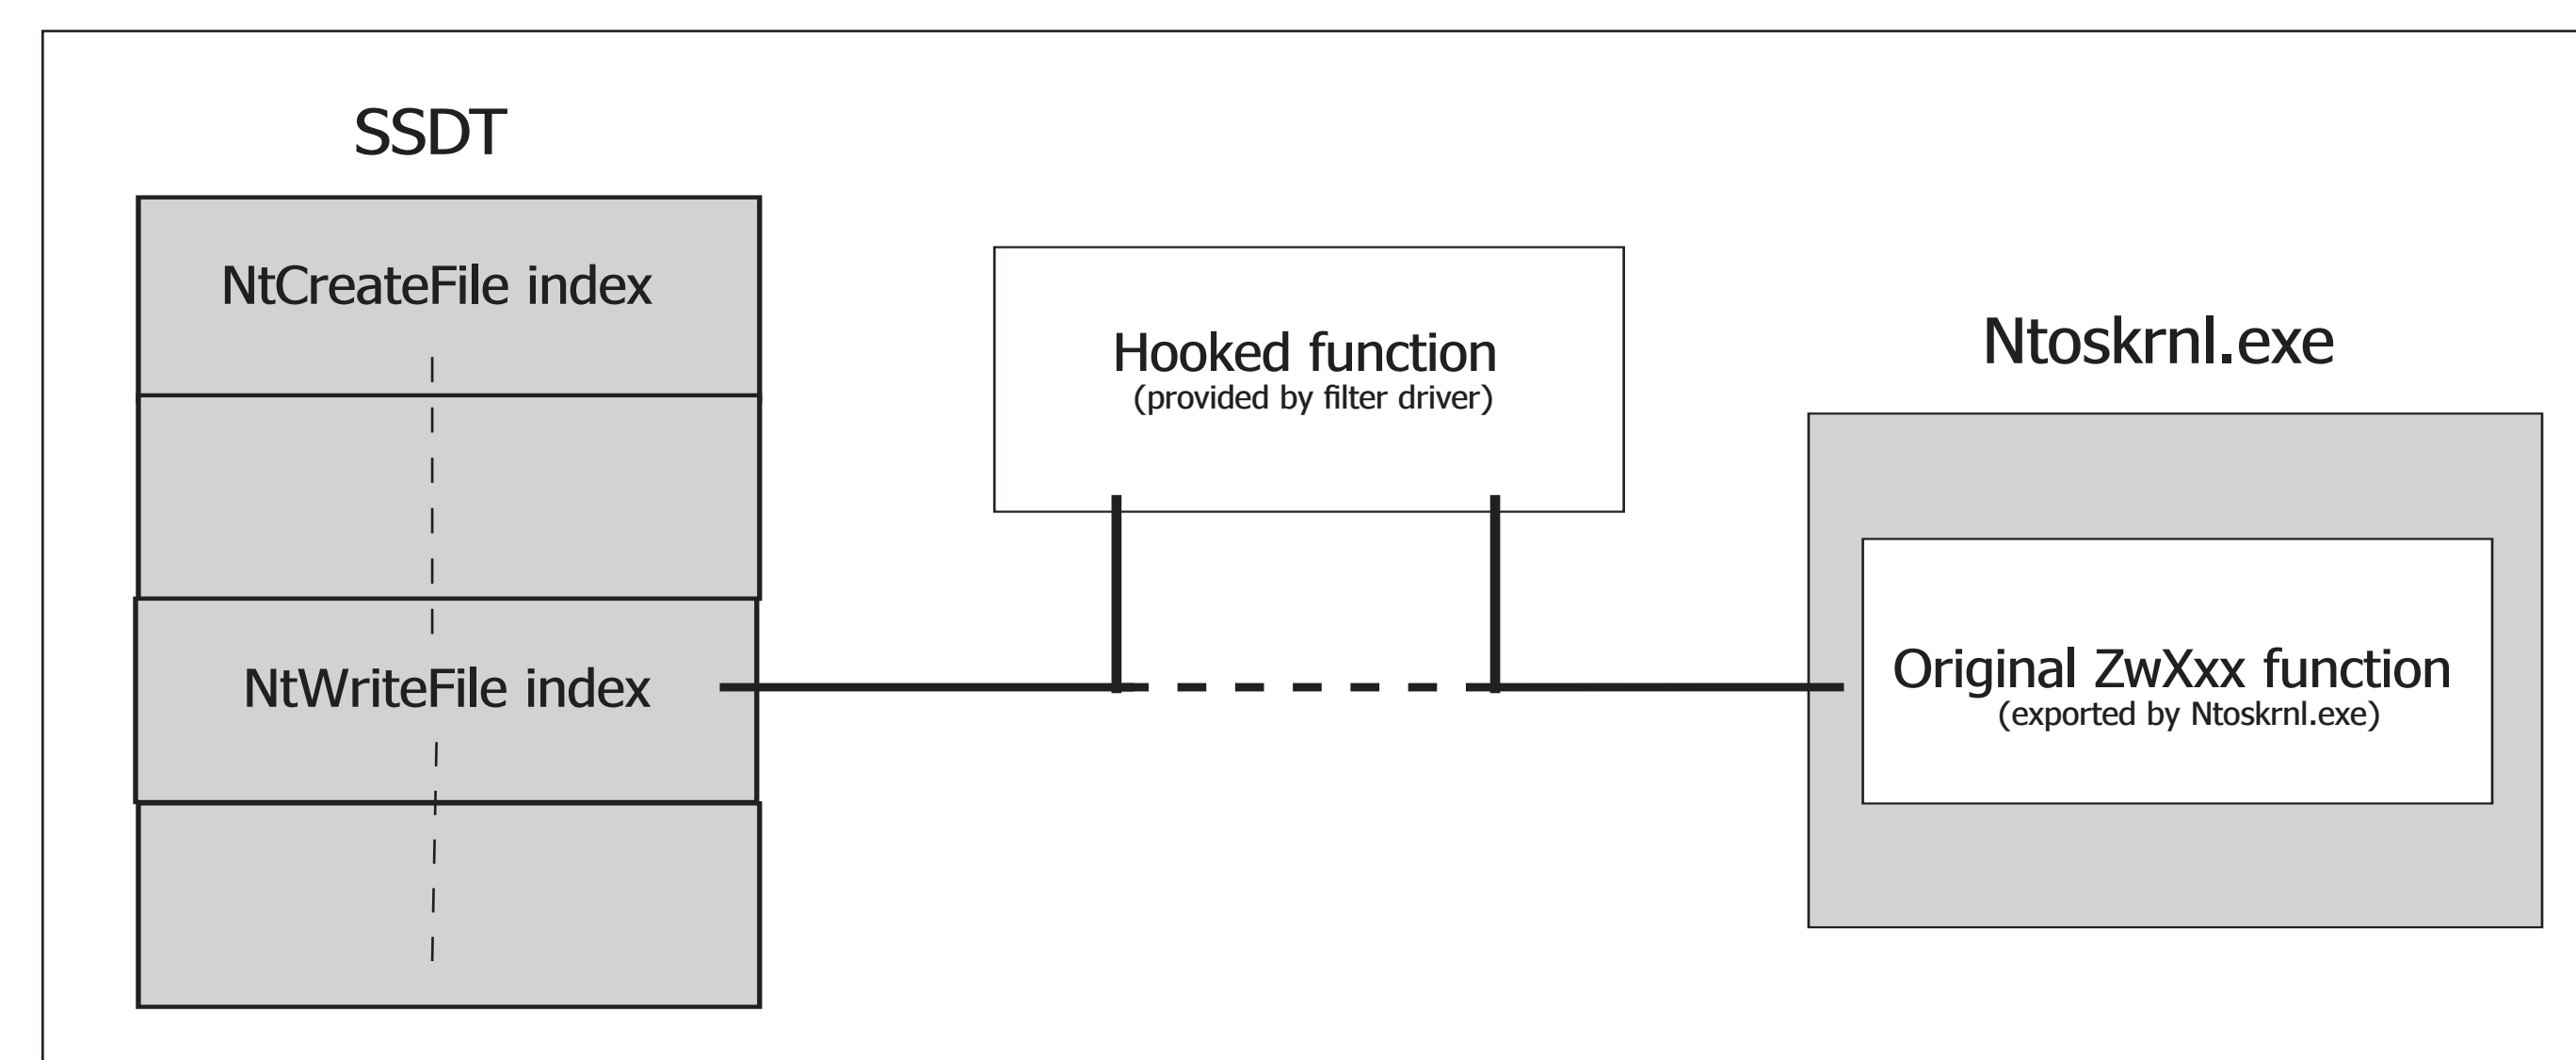 SSDT
NtCreateFile index
NtWriteFile index
Hooked function
(provided by filter driver)
Ntoskrnl.exe
Original ZwXxx function
(exported by Ntoskrnl.exe)